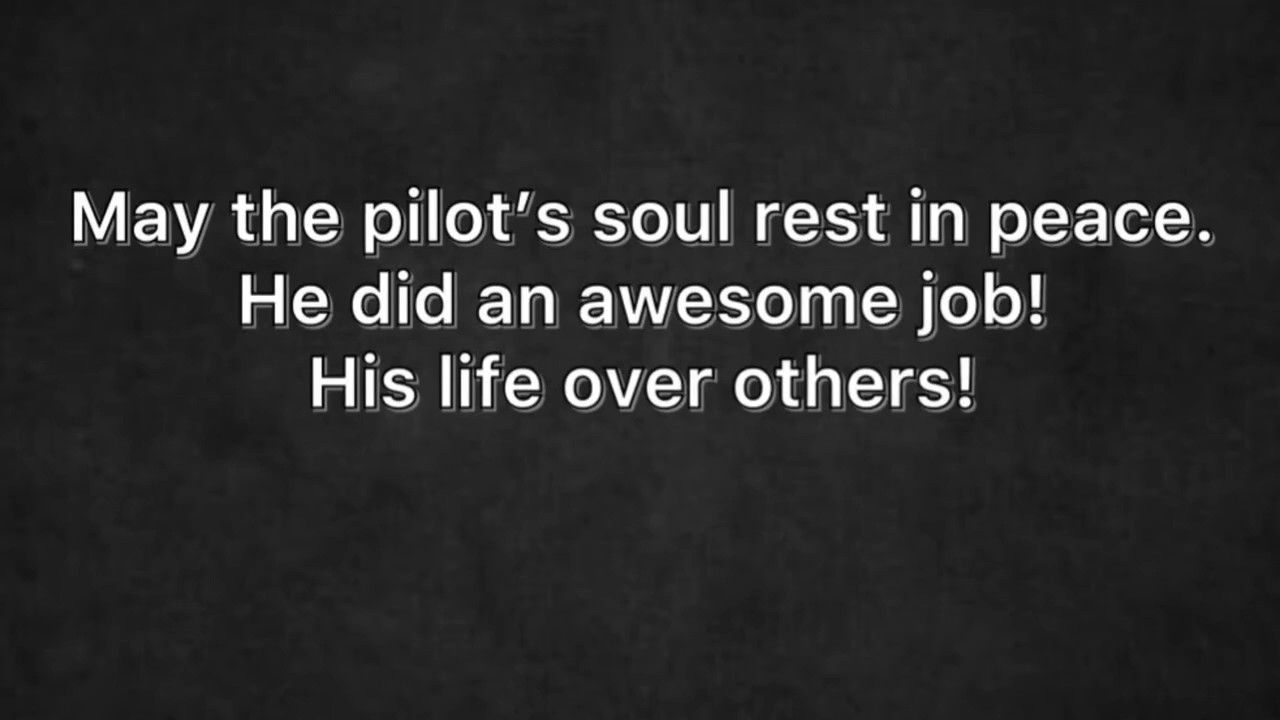 May the pilot’s soul rest in peace.
He did an awesome job!
His life over others!